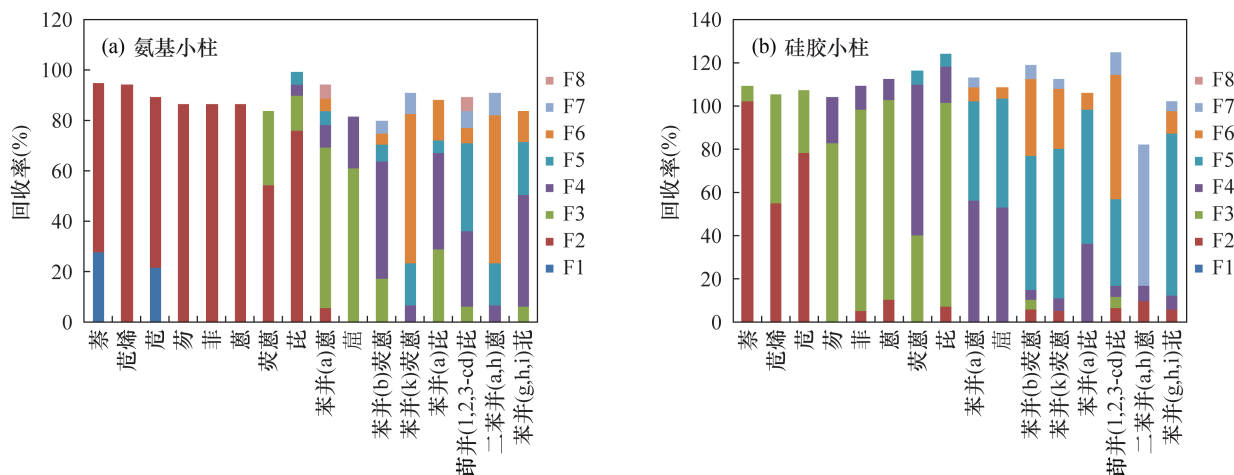 (a) 氨基小柱
回收率(%)
120
100
80
60
40
20
0
F8
F7
F6
F5
F4
F3
F2
F1
萘
苊烯
苊
芴
菲
蒽
荧蒽
芘
苯并(a)蒽
䓛
苯并(b)荧蒽
苯并(k)荧蒽
苯并(a)芘
茚并(1,2,3-cd)芘
二苯并(a,h)蒽
苯并(g,h,i)北
(b) 硅胶小柱
回收率(%)
140
120
100
80
60
40
20
0
F8
F7
F6
F5
F4
F3
F2
F1
萘
苊烯
苊
芴
菲
蒽
荧蒽
芘
苯并(a)蒽
䓛
苯并(b)荧蒽
苯并(k)荧蒽
苯并(a)芘
茚并(1,2,3-cd)芘
二苯并(a,h)蒽
苯并(g,h,i)北